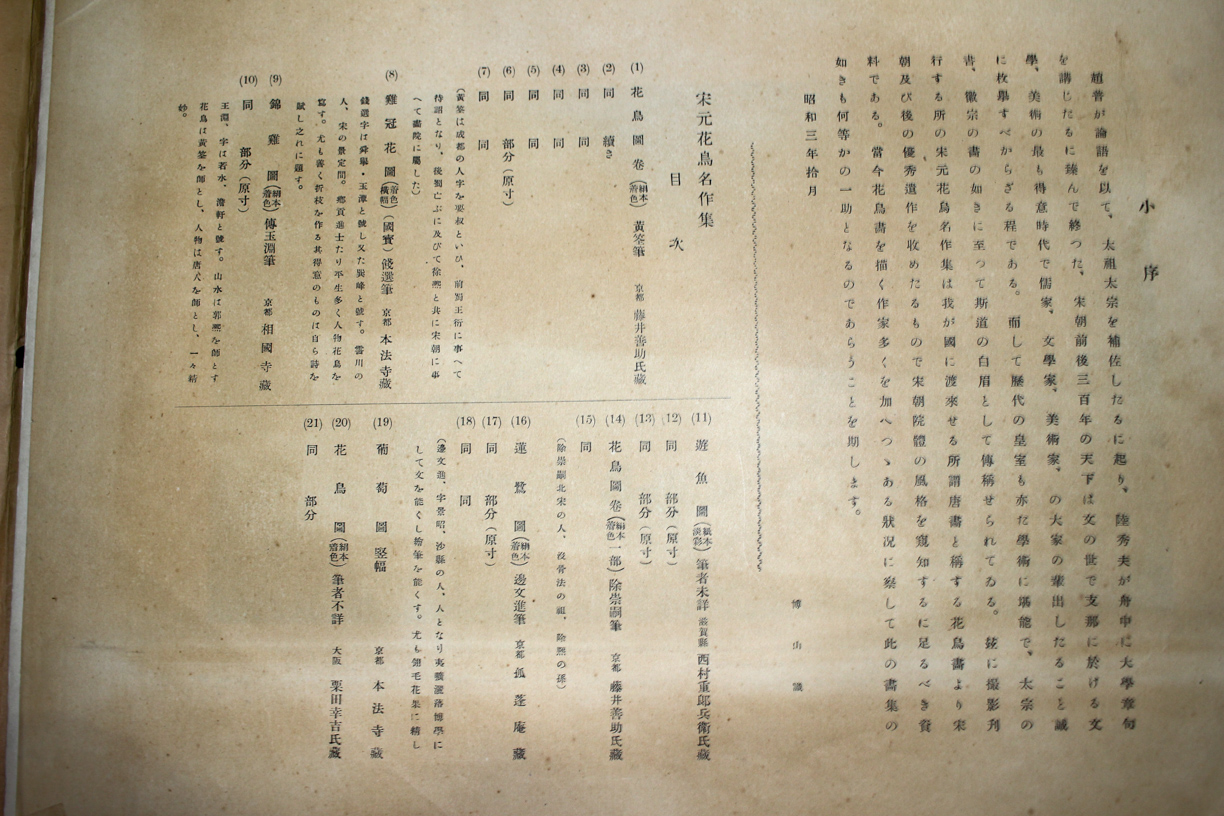 小序
趙普が論語を以て、太祖太宗を補佐したるに起り、陸秀夫が舟中に大學章句
を講じたるに臻んで終つた、宋朝前後三百年の天下は文の世で支那に於ける文
學、美術の最も得意時代で儒家、文學家、美術家、の大家の輩出したること誠
に枚擧すべからざる程である。而して歷代の皇室も亦た學術に堪能で、太宗の
書、徽宗の畵の如きに至つて斯道の白眉として傳稱せられてゐる。玆に撮影刋
行する所の宋元花鳥名作集は我が國に渡來せる所謂唐畵と稱する花鳥畵より宋
朝及び後の優秀遺作を收めたるもので宋朝院體の風格を窺知するに足るべき資
料である。當今花鳥畵を描く作家多くを加へつゝある狀况に察して此の畵集の
如きも何等かの一助となるのであらうことを期します。
昭和三年拾月
博山識
宋元花鳥名作集
目次
(1) 花鳥圖卷(絹本着色) 黃筌筆 京都 藤井善助氏藏
(2) 同 續き
(3) 同 同
(4) 同 同
(5) 同 同
(6) 同 部分(原寸)
(7) 同 同
(黃筌は成都の人字を要叔といひ、前蜀王衍に事へて
待詔となり、後蜀亡ぶに及びて徐熙と共に宋朝に事
へて畵院に屬した)
(8) 雞冠花圖(着色橫幅)(國寶) 錢選筆 京都 本法寺藏
錢選字は舜擧・玉潭と號し又た巽峰と號す。霅川の
人、宋の景定間。鄕貢進士たり平生多く人物花鳥を
寫す。尤も善く折枝を作る其得意のものは自ら詩を
賦し之れに題す。
(9) 錦雞圖(絹本着色) 傳王淵筆 京都 相國寺藏
(10) 同 部分(原寸)
王淵、字は若水、澹軒と號す。山水は郭熙を師とす
花鳥は黃筌を師とし、人物は唐人を師とし、一々精
妙。
(11) 遊魚圖(紙本淡彩) 筆者未詳 滋賀縣 西村重郎兵衞氏藏
(12) 同 部分(原寸)
(13) 同 部分(原寸)
(14) 花鳥圖卷(絹本着色一部) 除崇嗣筆 京都 藤井善助氏藏
(15) 同
(除崇嗣北宋の人、沒骨法の祖、除熙の孫)
(16) 蓮鷺圖(絹本着色) 邊文進筆 京都 孤蓬庵藏
(17) 同 部分(原寸)
(18) 同 同
(邊文進、字景昭、沙縣の人、人となり夷曠灑落博學に
して文を能くし繪筆を能くす。尤も翎毛花果に精し
(19) 葡萄圖 竪幅 京都 本法寺藏
(20) 花鳥圖(絹本着色) 筆者不詳 大阪 栗田幸吉氏藏
(21) 同 部分